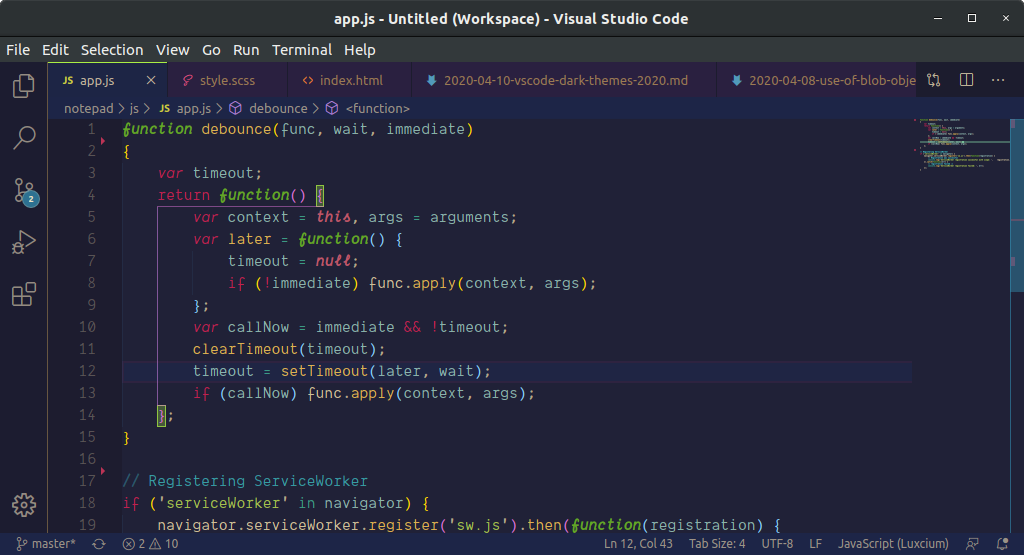 app.js - Untitled (Workspace) - Visual Studio Code
File Edit Selection View Go Run Terminal Help
JS app.js style.scss <> index.html 2020-04-10-vscode-dark-themes-2020.md 2020-04-08-use-of-blob-obje
notepad > js > JS app.js > debounce > <function>
1 function debounce(func, wait, immediate)
2 {
3 var timeout;
4 return function() {
5 var context = this, args = arguments;
6 var later = function() {
7 timeout = null;
8 if (!immediate) func.apply(context, args);
9 };
10 var callNow = immediate && !timeout;
11 clearTimeout(timeout);
12 timeout = setTimeout(later, wait);
13 if (callNow) func.apply(context, args);
14 };
15 }
16
17 // Registering ServiceWorker
18 if ('serviceWorker' in navigator) {
19 navigator.serviceWorker.register('sw.js').then(function(registration) {
2
master* 2 10 Ln 12, Col 43 Tab Size: 4 UTF-8 LF JavaScript (Luxcium)